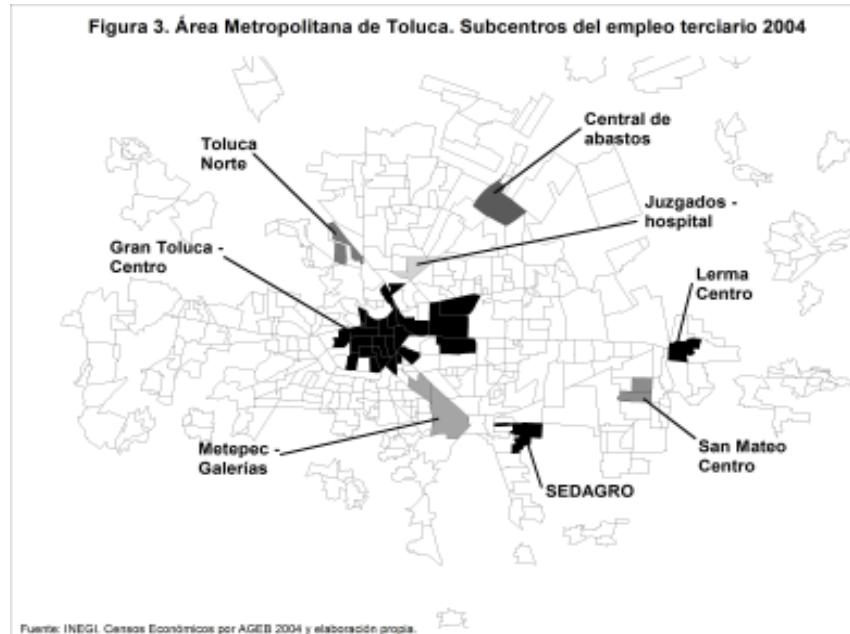 Figura 3. Área Metropolitana de Toluca. Subcentros del empleo terciario 2004
Toluca
Norte
Central de
abastos
Juzgados -
hospital
Gran Toluca -
Centro
Lerma
Centro
Metepec -
Galerías
San Mateo
Centro
SEDAGRO
Fuente: INEGI. Censos Económicos por AGEB 2004 y elaboración propia.